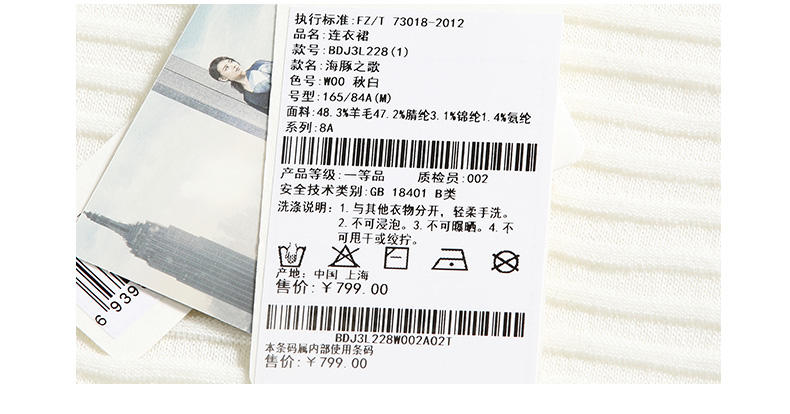 执行标准:FZ/T 73018-2012
品名:连衣裙
款号:BDJ3L228(1)
款名:海豚之歌
色号:W00 秋白
号型:165/84A(M)
面料:48.3%羊毛47.2%腈纶3.1%锦纶1.4%氨纶
系列:8A
产品等级:一等品 质检员:002
安全技术类别:GB 18401 B类
洗涤说明:1.与其他衣物分开，轻柔手洗。
2.不可浸泡。3.不可曝晒。4.不
可甩干或绞拧。
产地: 中国 上海
售价:￥799.00
BDJ3L228W002A02T
本条码属内部使用条码
售价:￥799.00
6 939